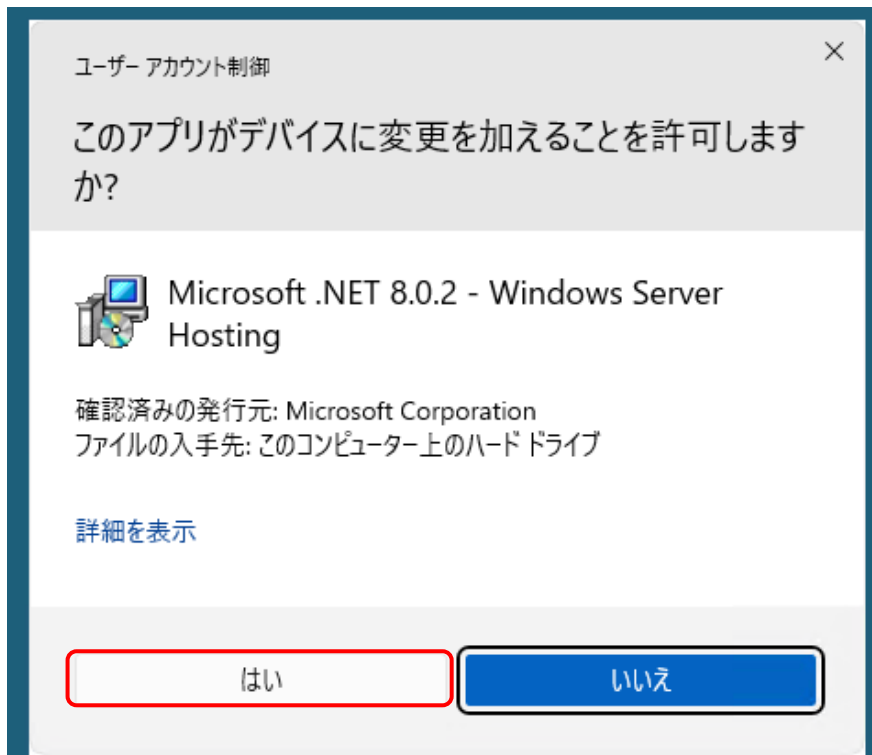 ユーザー アカウント制御
このアプリがデバイスに変更を加えることを許可します
か?
Microsoft .NET 8.0.2 - Windows Server
Hosting
確認済みの発行元: Microsoft Corporation
ファイルの入手先: このコンピューター上のハード ドライブ
詳細を表示
はい
いいえ